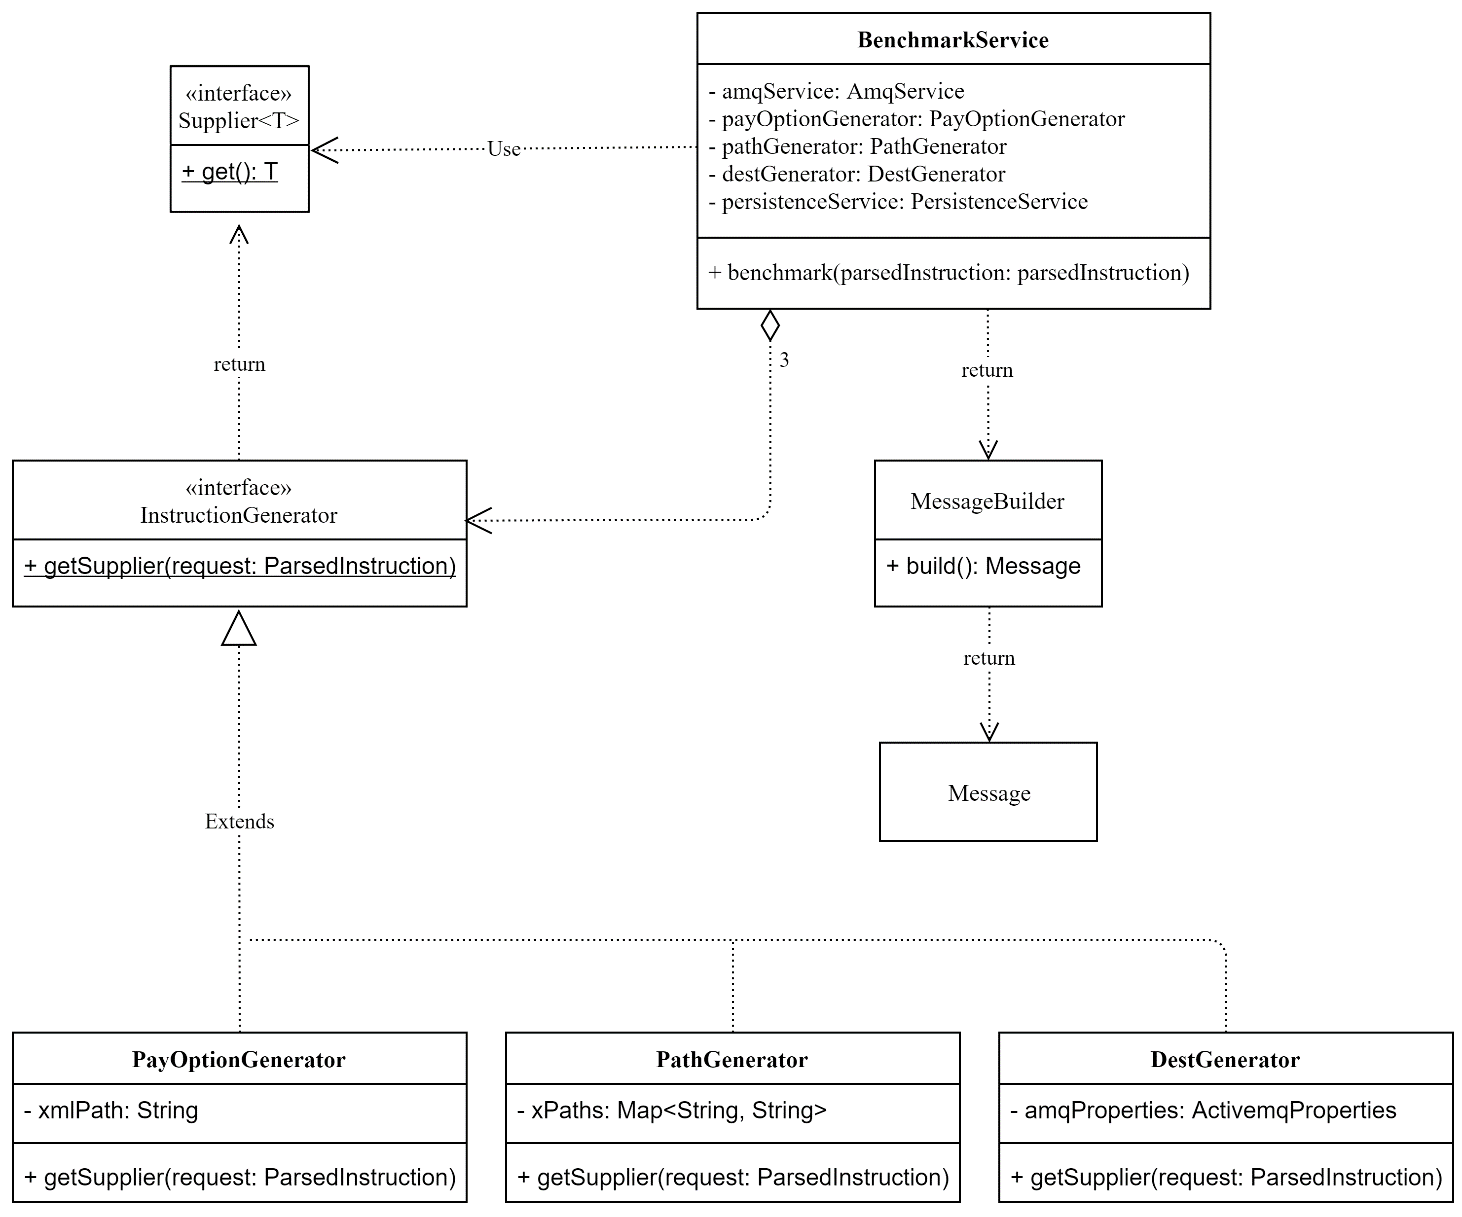 BenchmarkService
- amqService: AmqService
- payOptionGenerator: PayOptionGenerator
- pathGenerator: PathGenerator
- destGenerator: DestGenerator
- persistenceService: PersistenceService
+ benchmark(parsedInstruction: parsedInstruction)
«interface»
Supplier<T>
+ get(): T
Use
return
3
return
«interface»
InstructionGenerator
+ getSupplier(request: ParsedInstruction)
MessageBuilder
+ build(): Message
return
Message
Extends
PayOptionGenerator
- xmlPath: String
+ getSupplier(request: ParsedInstruction)
PathGenerator
- xPaths: Map<String, String>
+ getSupplier(request: ParsedInstruction)
DestGenerator
- amqProperties: ActivemqProperties
+ getSupplier(request: ParsedInstruction)